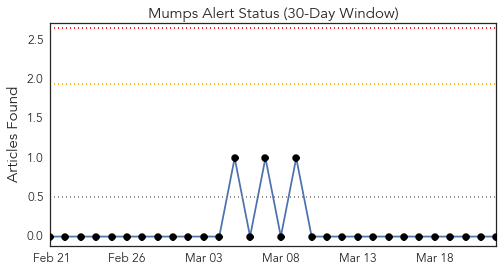 Mumps Alert Status (30-Day Window)
Articles Found
2.5
2.0
1.5
1.0
0.5
0.0
Feb 21 Feb 26 Mar 03 Mar 08 Mar 13 Mar 18